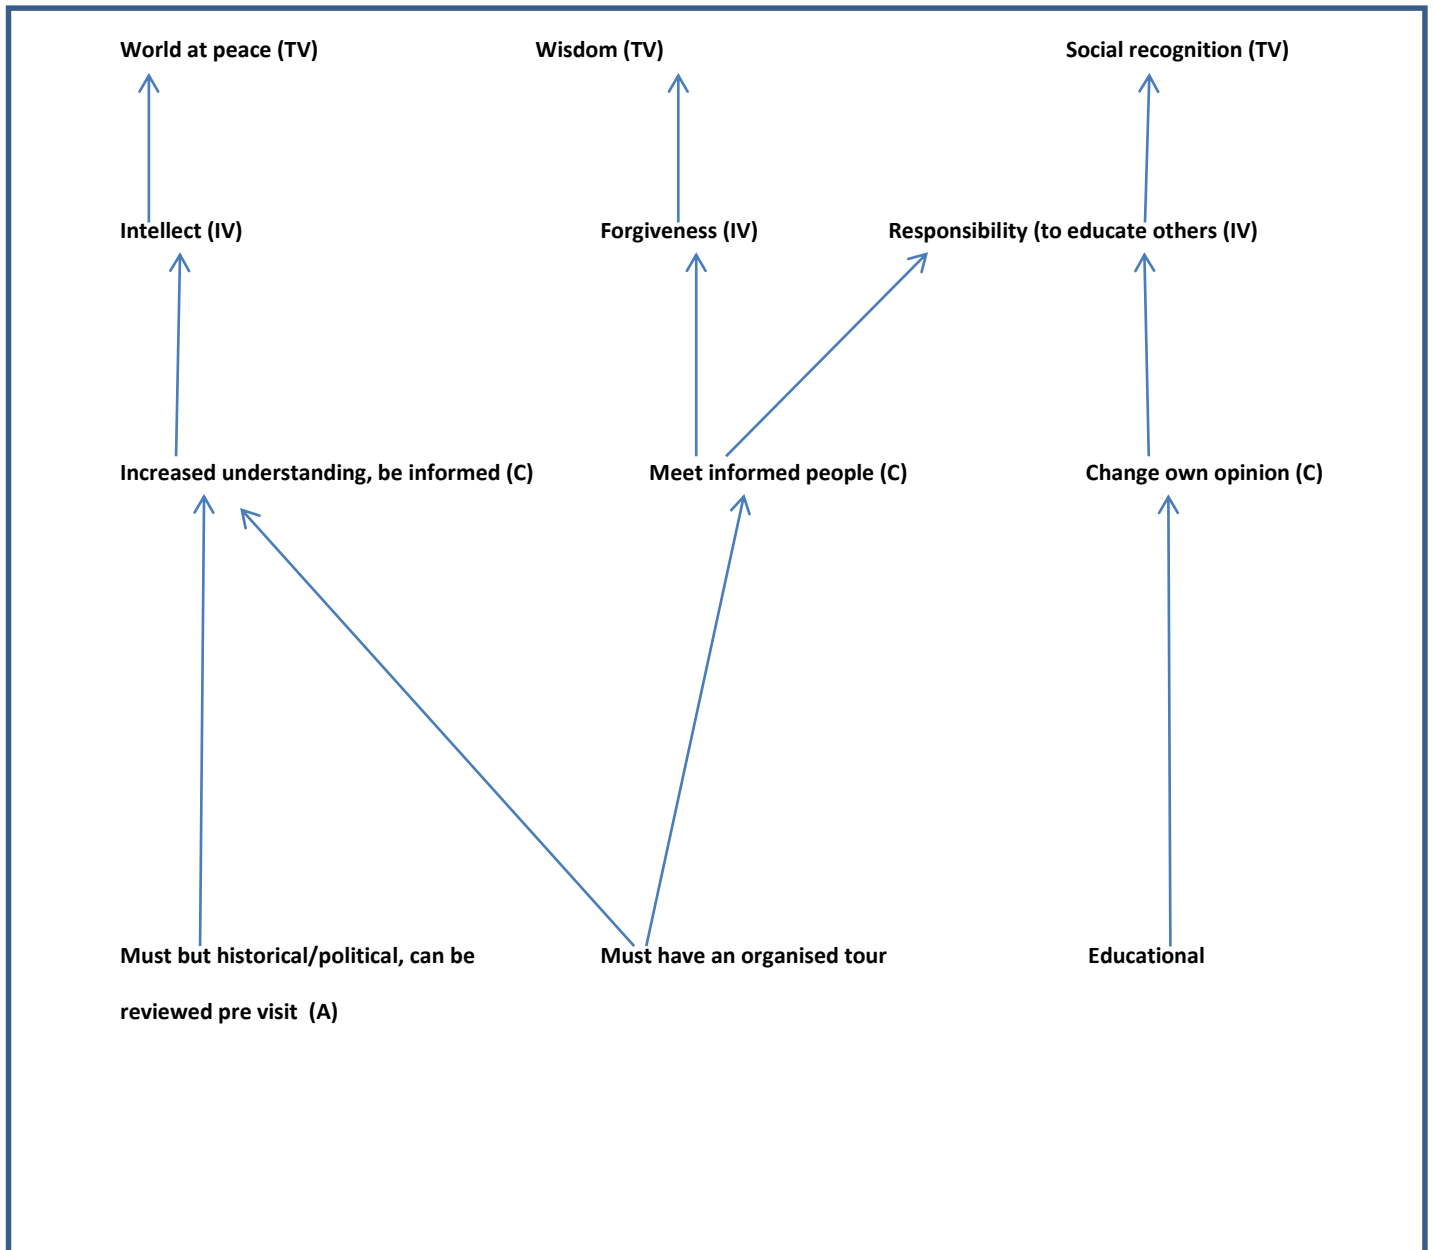 World at peace (TV)
Wisdom (TV)
Social recognition (TV)
Intellect (IV)
Forgiveness (IV)
Responsibility (to educate others (IV)
Increased understanding, be informed (C)
Meet informed people (C)
Change own opinion (C)
Must but historical/political, can be
reviewed pre visit (A)
Must have an organised tour
Educational